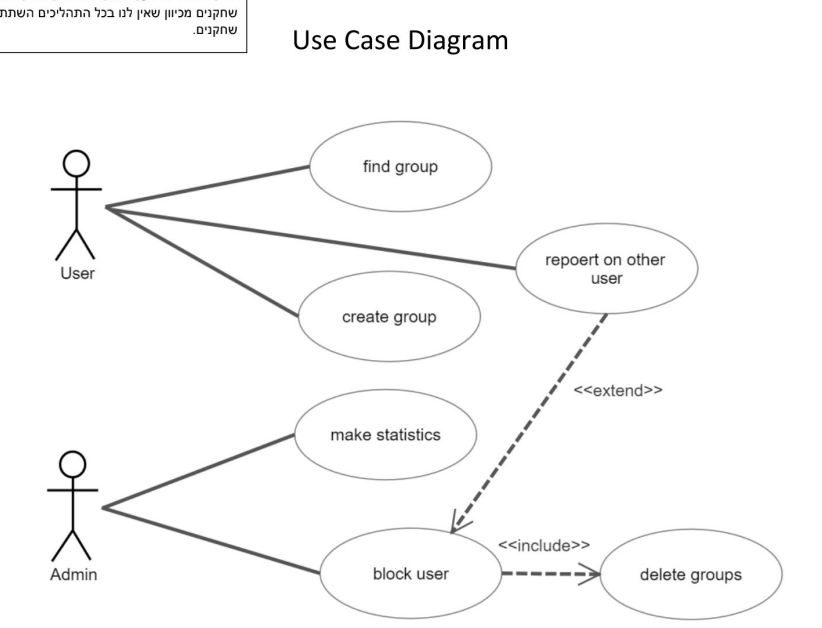 שחקנים מכיוון שאין לנו בכל התהליכים
שחקנים.
Use Case Diagram
find group
repoert on other
user
User
create group
<<extend>>
make statistics
<<include>>
Admin
block user
delete groups